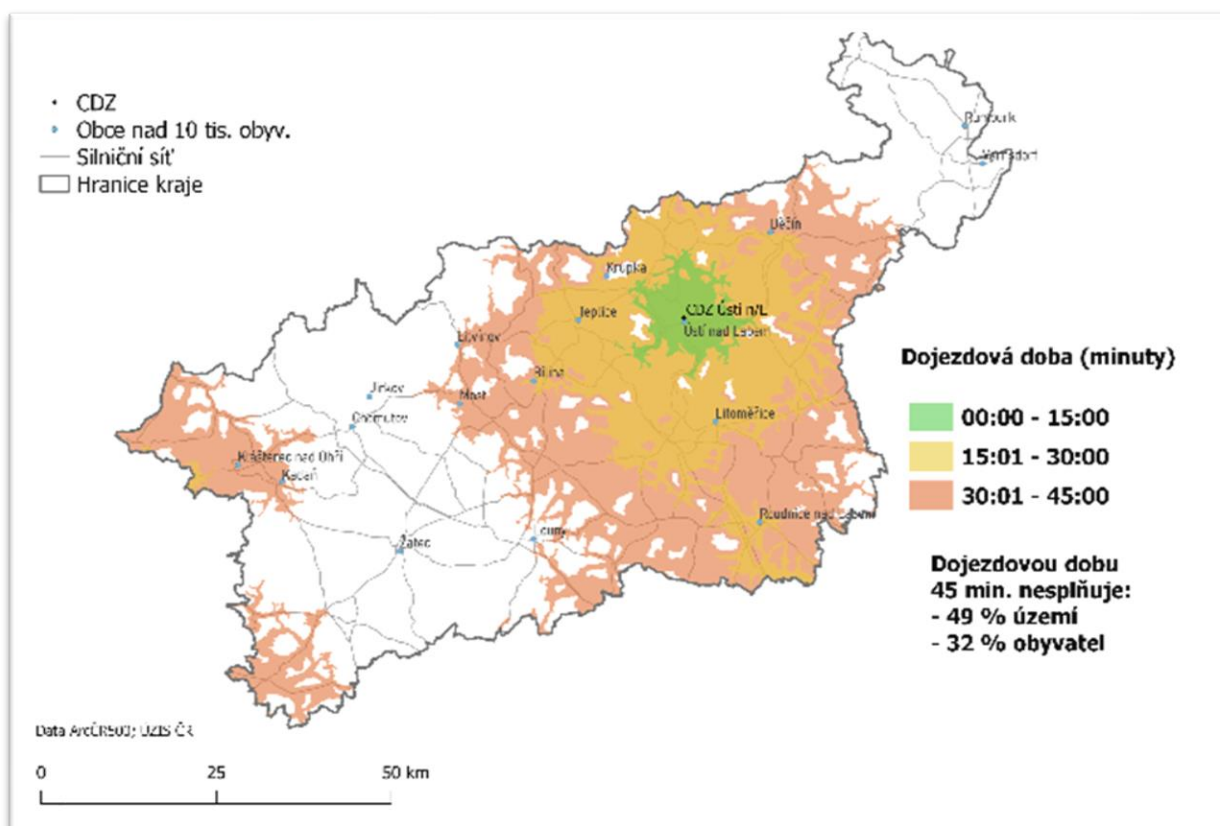 CDZ
Obce nad 10 tis. obyv.
Silniční síť
Hranice kraje
Rumburk
Varnsdorf
Děčín
Krupka
CDZ Ústí n/L
Teplice
Ústí nad Labem
Litvínov
Bílina
Jirkov
Most
Chomutov
Litoměřice
Klášterec nad Ohří
Kadaň
Roudnice nad Labem
Louny
Žatec
Dojezdová doba (minuty)
00:00 - 15:00
15:01 - 30:00
30:01 - 45:00
Dojezdovou dobu
45 min. nesplňuje:
- 49 % území
- 32 % obyvatel
Data ArcČR500; ÚZIS ČR
0 25 50 km